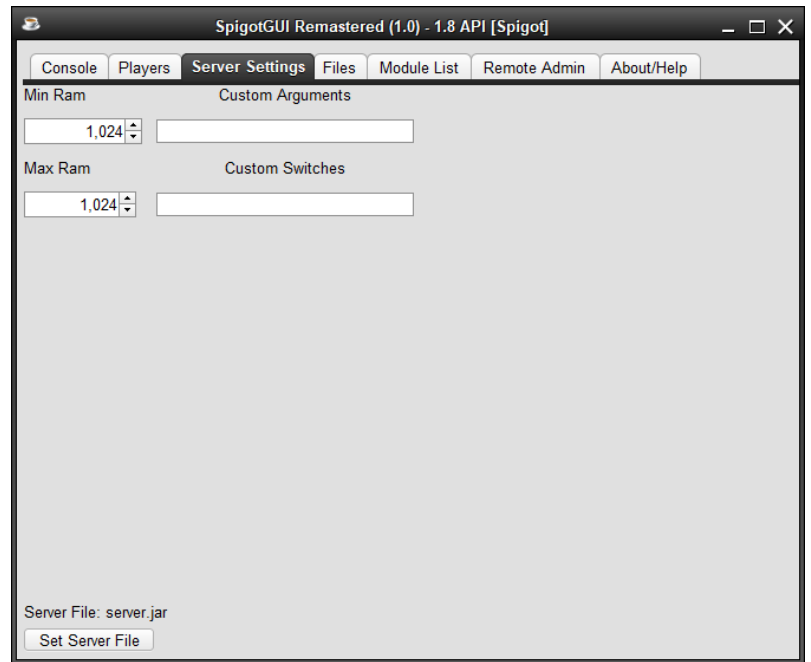 SpigotGUI Remastered (1.0) - 1.8 API [Spigot]
Console Players Server Settings Files Module List Remote Admin About/Help
Min Ram Custom Arguments
1,024
Max Ram Custom Switches
1,024
Server File: server.jar
Set Server File